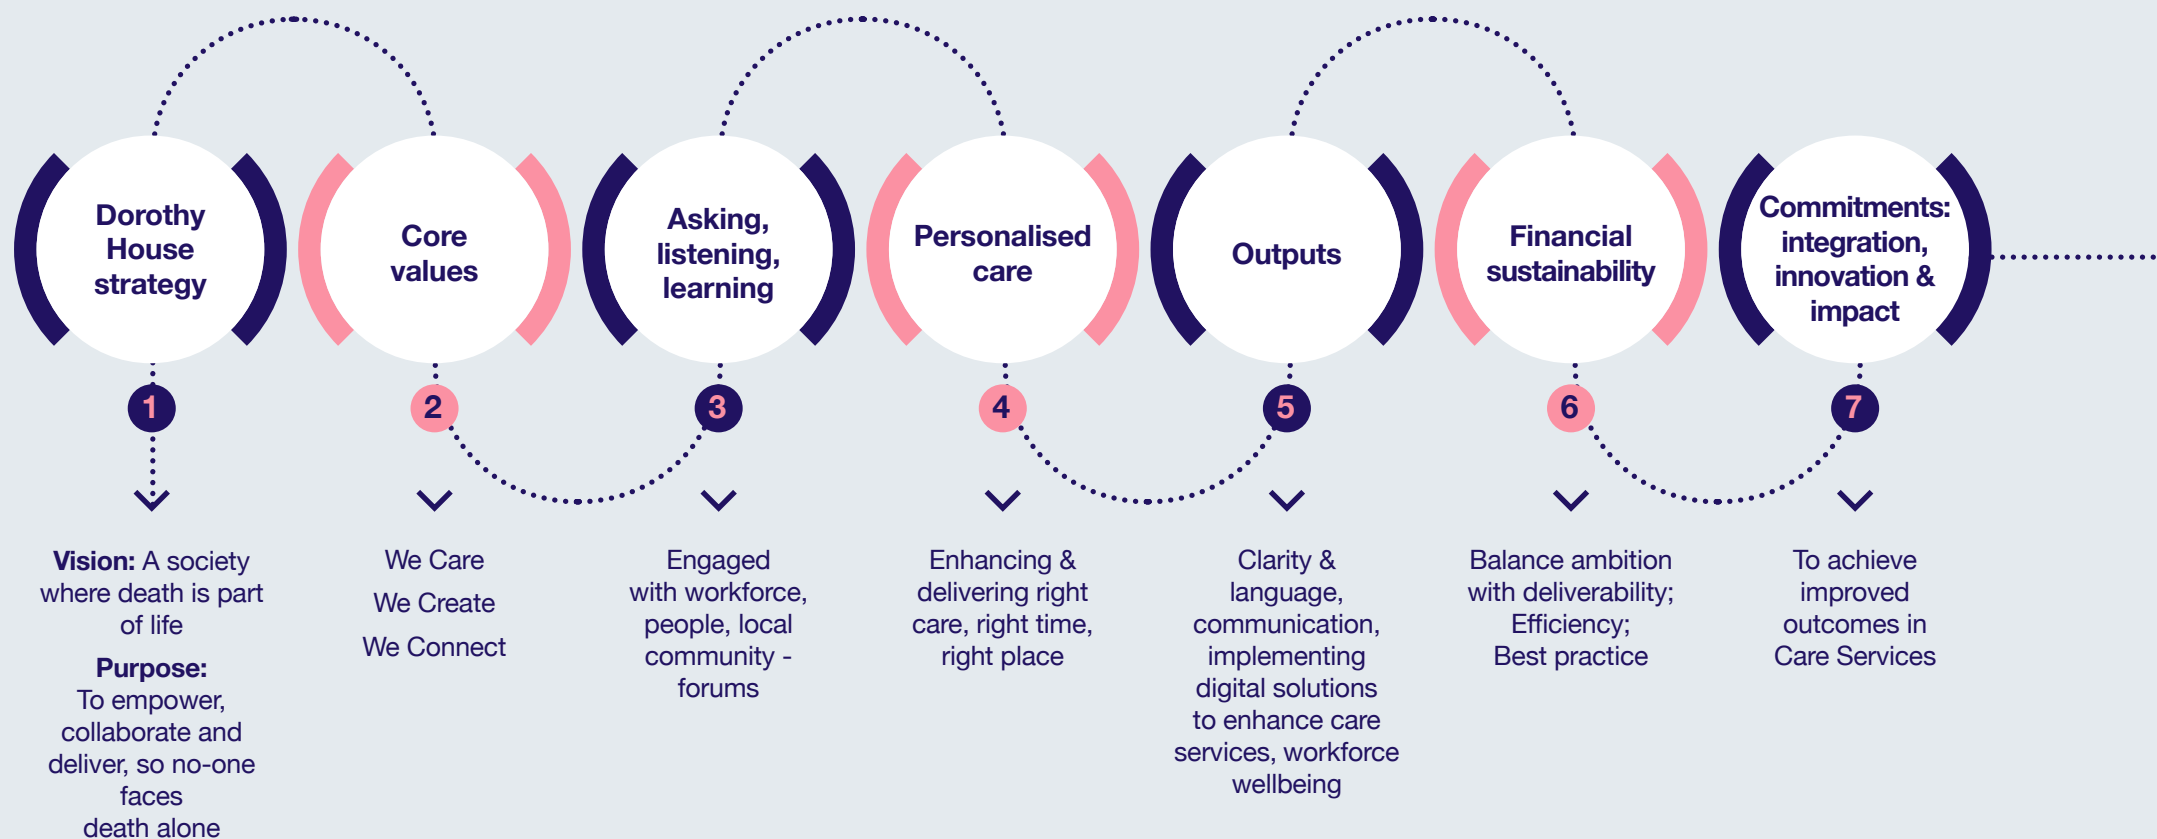 Dorothy
House
strategy
1
Vision: A society
where death is part
of life
Purpose:
To empower,
collaborate and
deliver, so no-one
faces
death alone
Core
values
2
We Care
We Create
We Connect
Asking,
listening,
learning
3
Engaged
with workforce,
people, local
community -
forums
Personalised
care
4
Enhancing &
delivering right
care, right time,
right place
Outputs
5
Clarity &
language,
communication,
implementing
digital solutions
to enhance care
services, workforce
wellbeing
Financial
sustainability
6
Balance ambition
with deliverability;
Efficiency;
Best practice
Commitments:
integration,
innovation &
impact
7
To achieve
improved
outcomes in
Care Services